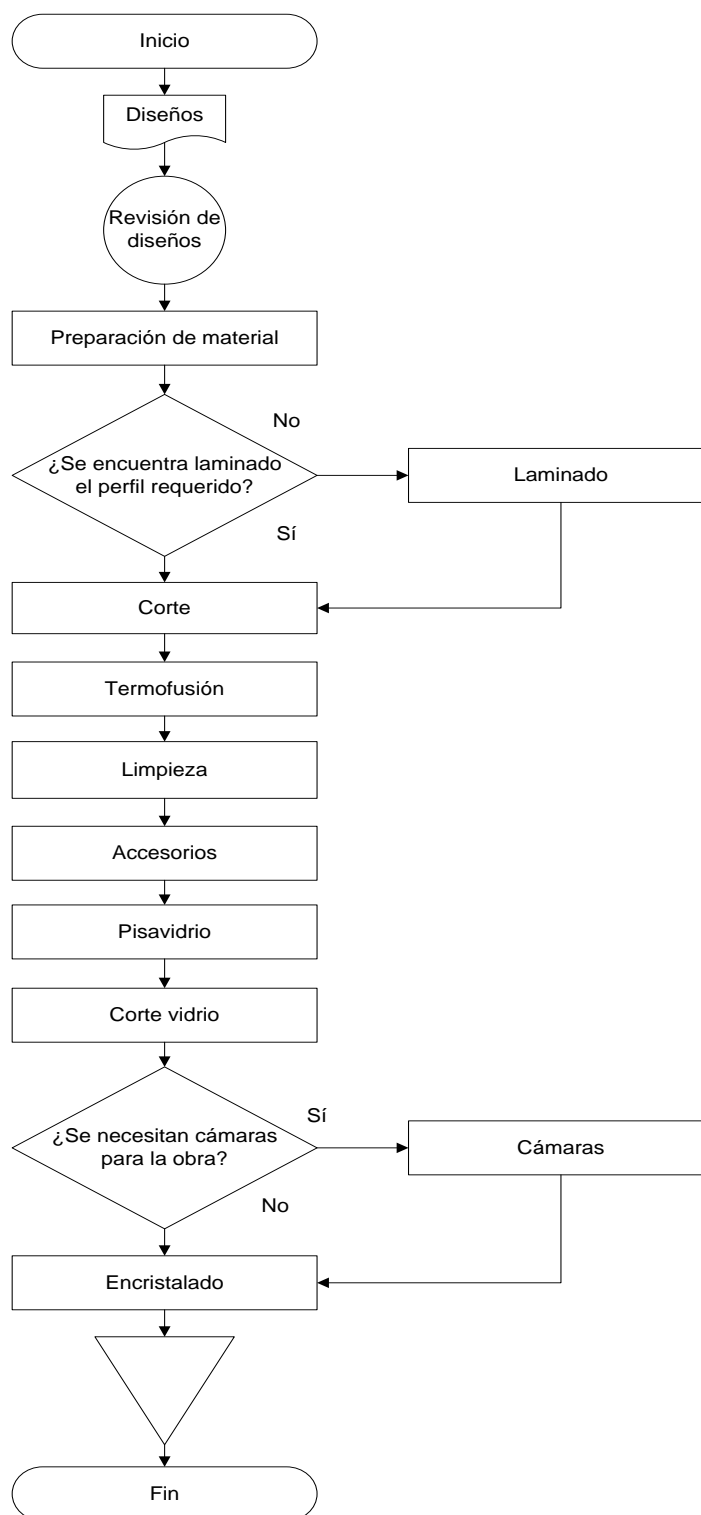 Inicio
Diseños
Revisión de
diseños
Preparación de material
No
¿Se encuentra laminado
el perfil requerido?
Laminado
Sí
Corte
Termofusión
Limpieza
Accesorios
Pisavidrio
Corte vidrio
Sí
¿Se necesitan cámaras
para la obra?
Cámaras
No
Encristalado
Fin